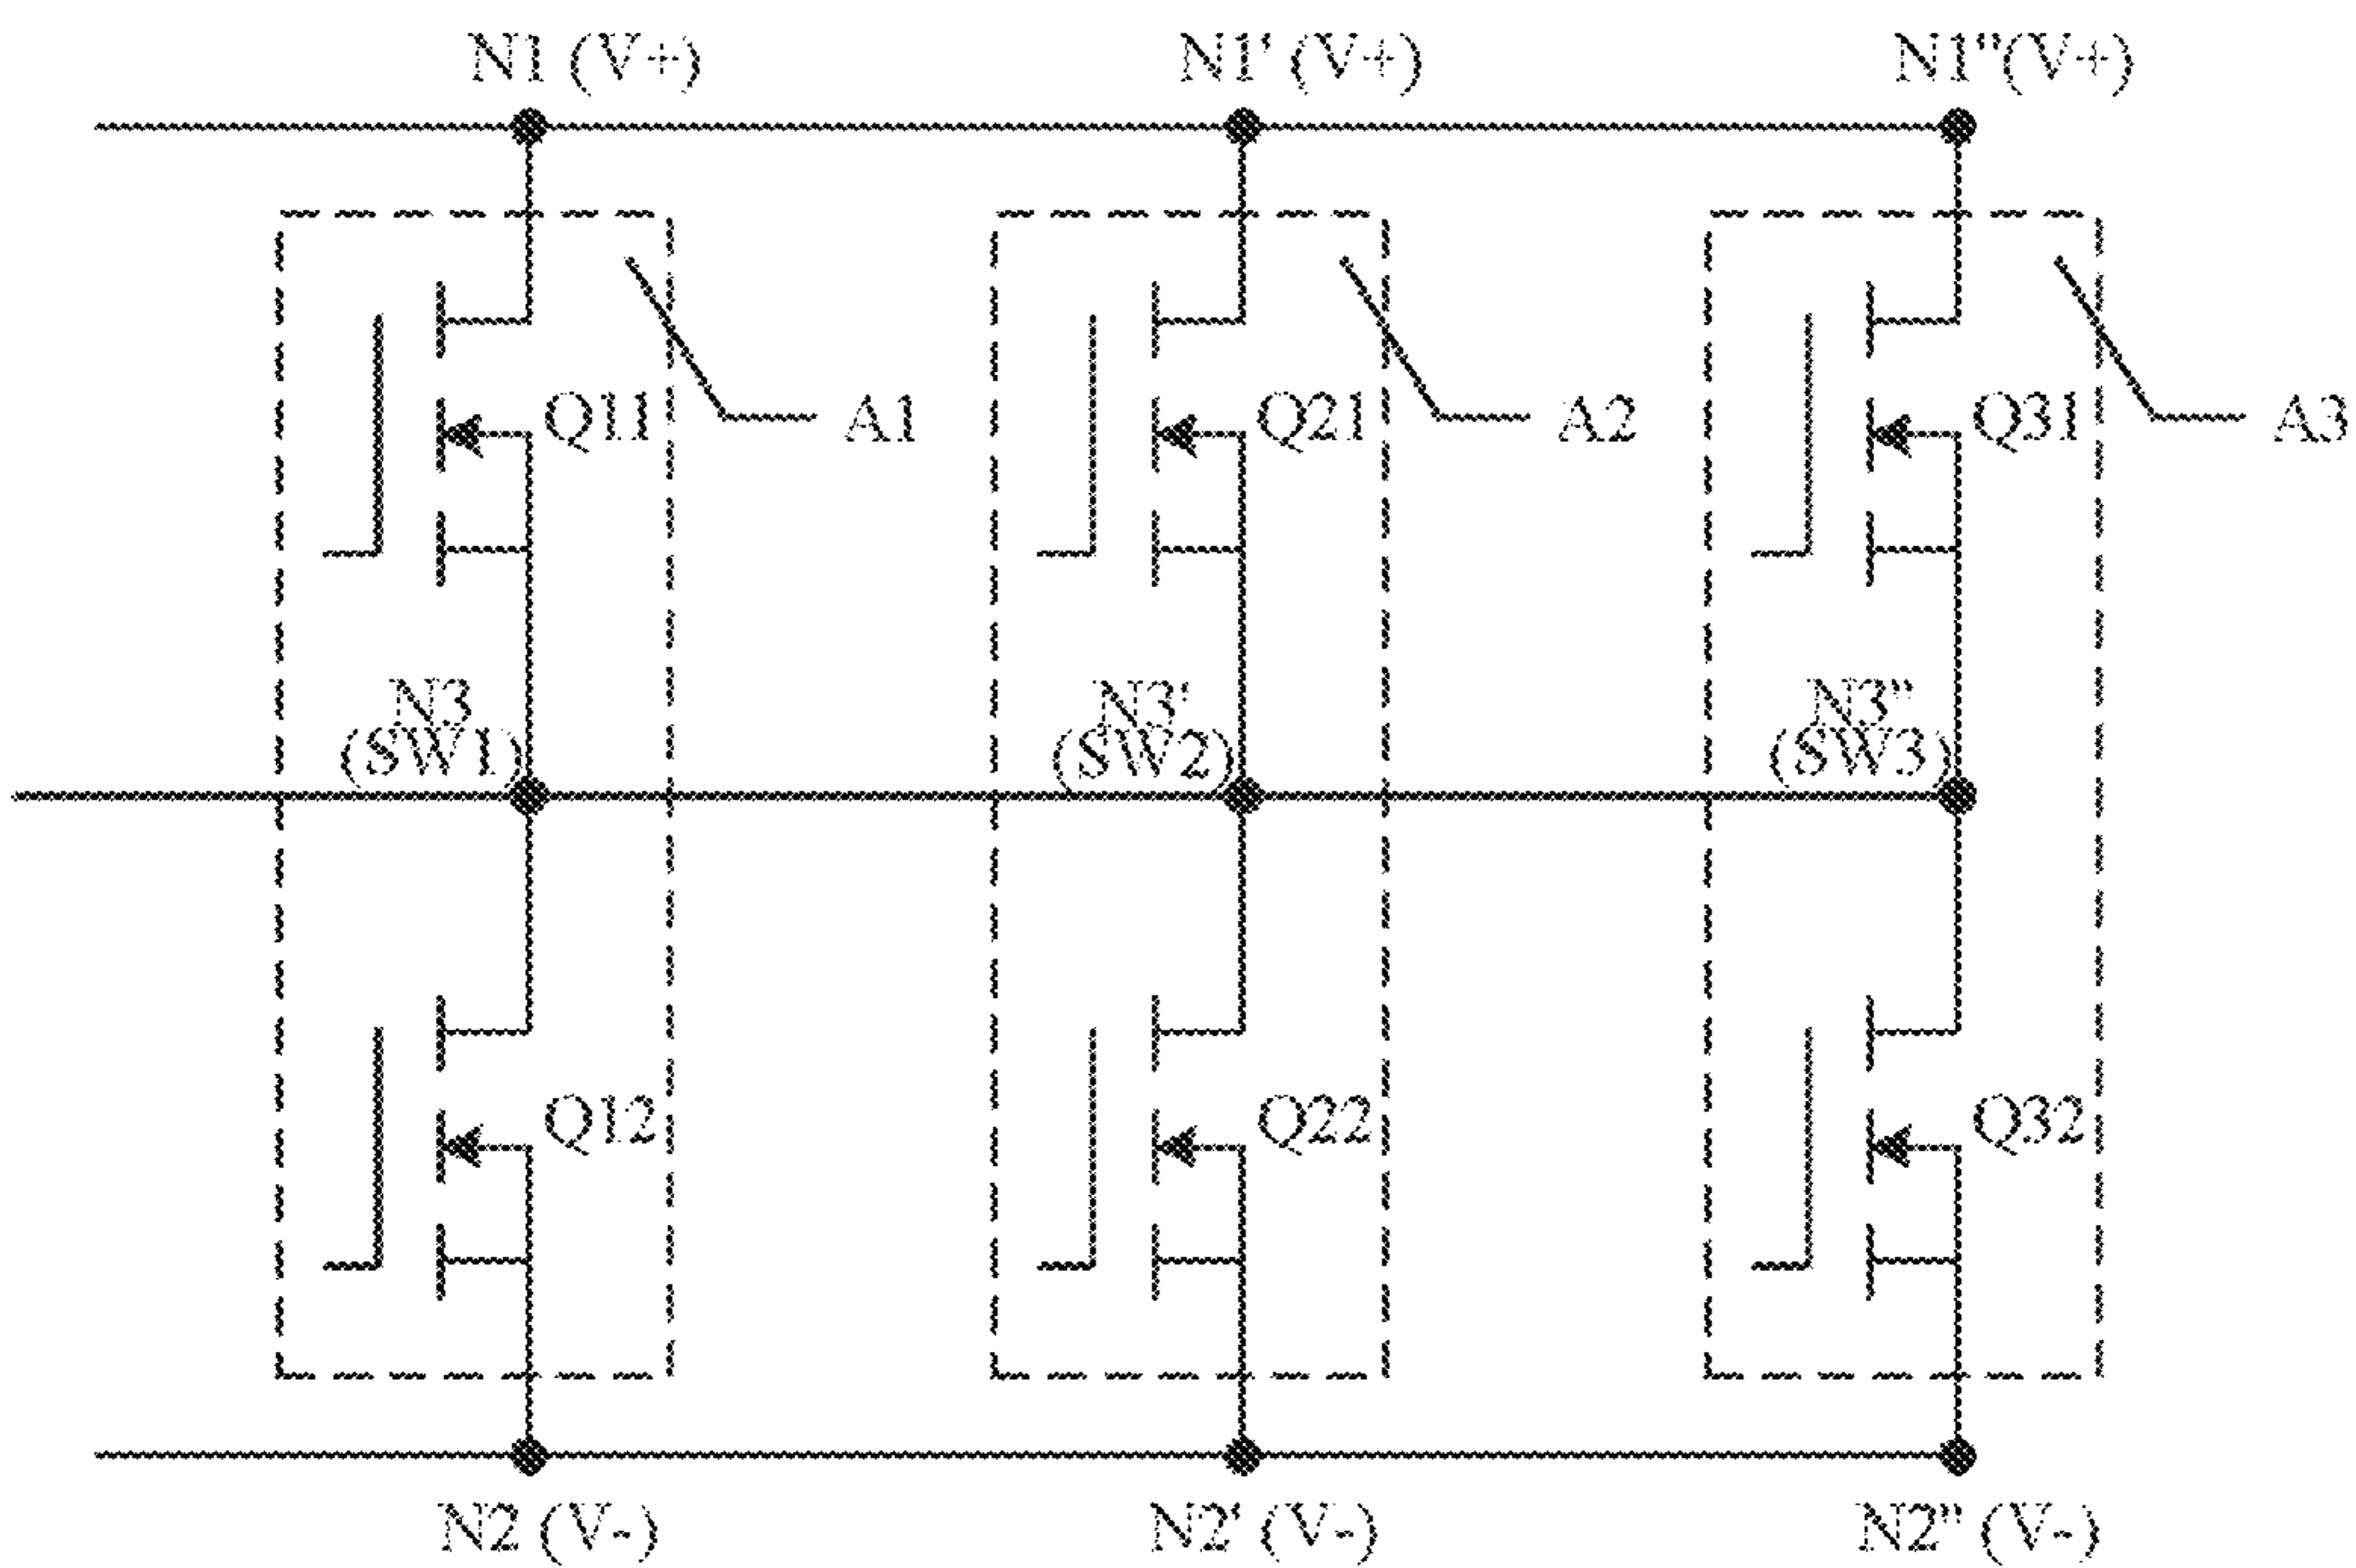 N1 (V+) N1' (V+) N1"(V+)
Q11 A1 Q21 A2 Q31 A3
N3 N3' N3"
(SW1) (SW2) (SW3)
Q12 Q22 Q32
N2 (V-) N2' (V-) N2" (V-)